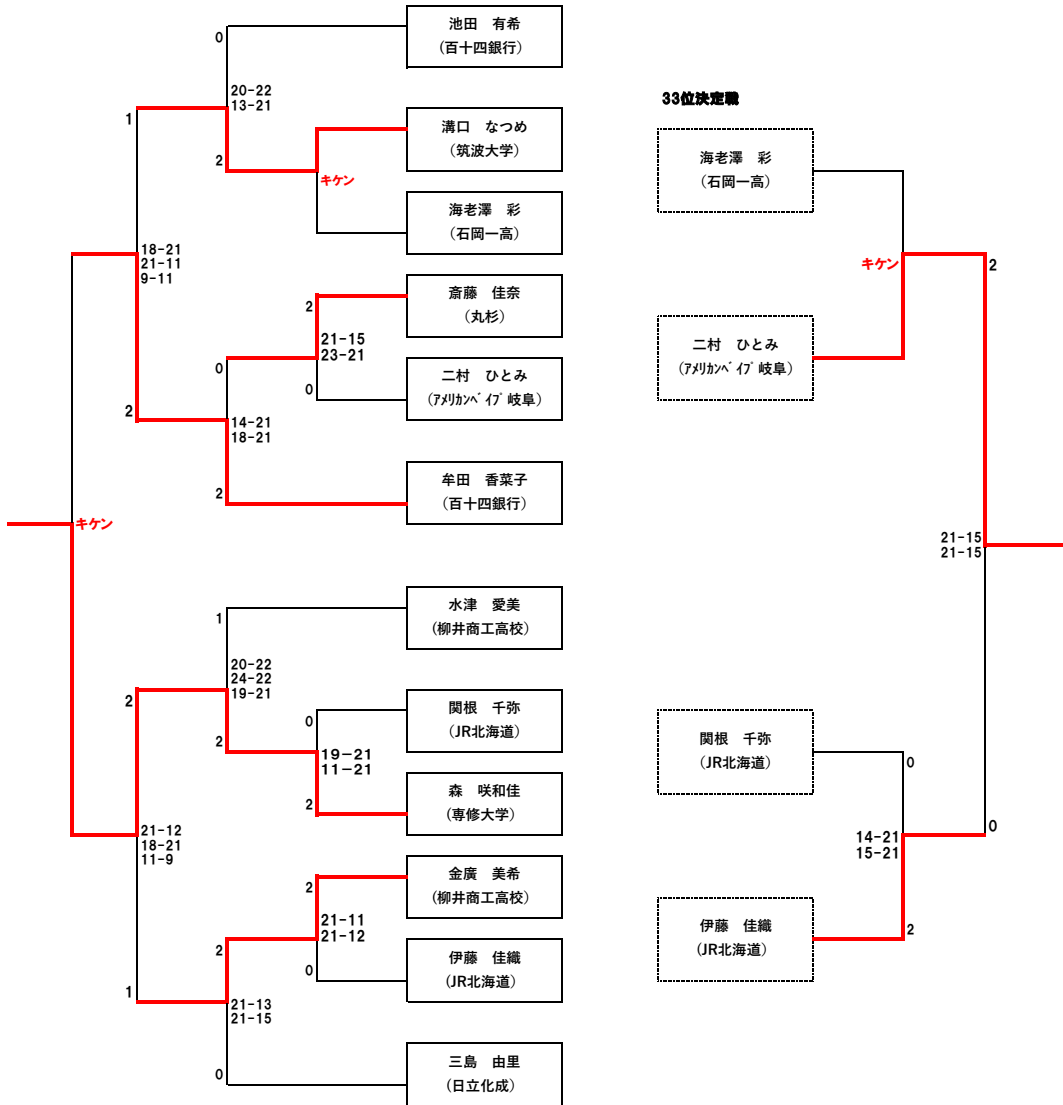 池田　有希
(百十四銀行)
0
20-22
13-21
1
2
溝口　なつめ
(筑波大学)
キケン
海老澤　彩
(石岡一高)
18-21
21-11
9-11
斎藤　佳奈
(丸杉)
2
21-15
23-21
0
0
二村　ひとみ
(ｱﾒﾘｶﾝﾍﾞｲﾌﾟ岐阜)
2
14-21
18-21
2
牟田　香菜子
(百十四銀行)
キケン
水津　愛美
(柳井商工高校)
1
20-22
24-22
19-21
2
2
関根　千弥
(JR北海道)
0
19-21
11-21
2
森　咲和佳
(専修大学)
21-12
18-21
11-9
金廣　美希
(柳井商工高校)
2
21-11
21-12
0
2
伊藤　佳織
(JR北海道)
1
21-13
21-15
0
三島　由里
(日立化成)
33位決定戦
海老澤　彩
(石岡一高)
キケン
2
二村　ひとみ
(ｱﾒﾘｶﾝﾍﾞｲﾌﾟ岐阜)
21-15
21-15
関根　千弥
(JR北海道)
0
14-21
15-21
0
伊藤　佳織
(JR北海道)
2